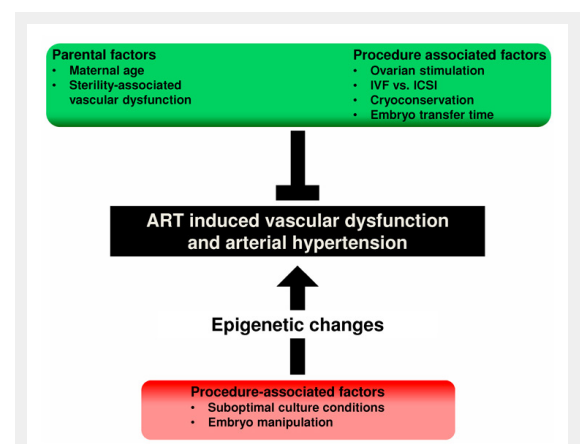 Parental factors
• Maternal age
• Sterility-associated
vascular dysfunction
Procedure associated factors
• Ovarian stimulation
• IVF vs. ICSI
• Cryoconservation
• Embryo transfer time
ART induced vascular dysfunction
and arterial hypertension
Epigenetic changes
Procedure-associated factors
• Suboptimal culture conditions
• Embryo manipulation